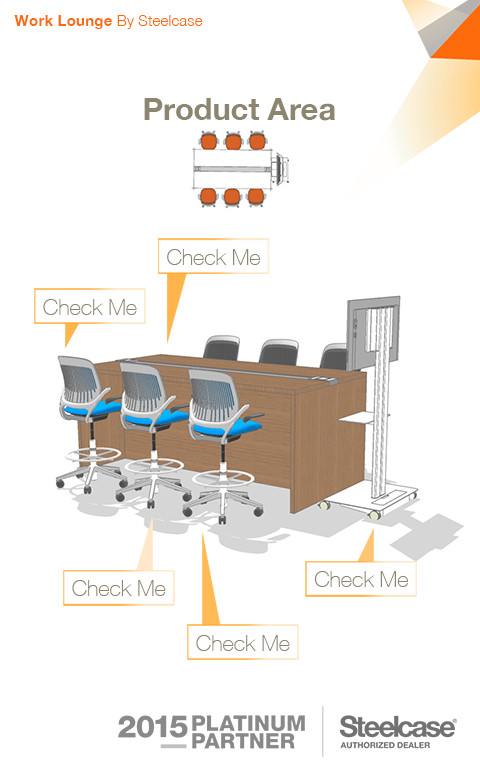 Work Lounge By Steelcase
Product Area
Check Me
Check Me
Check Me
Check Me
Check Me
2015 PLATINUM
PARTNER
Steelcase®
AUTHORIZED DEALER